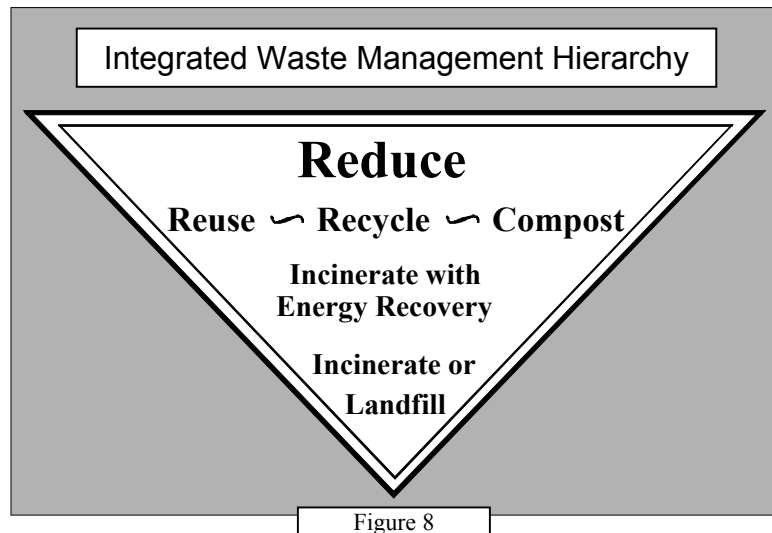 Integrated Waste Management Hierarchy
Reduce
Reuse ∽ Recycle ∽ Compost
Incinerate with
Energy Recovery
Incinerate or
Landfill
Figure 8